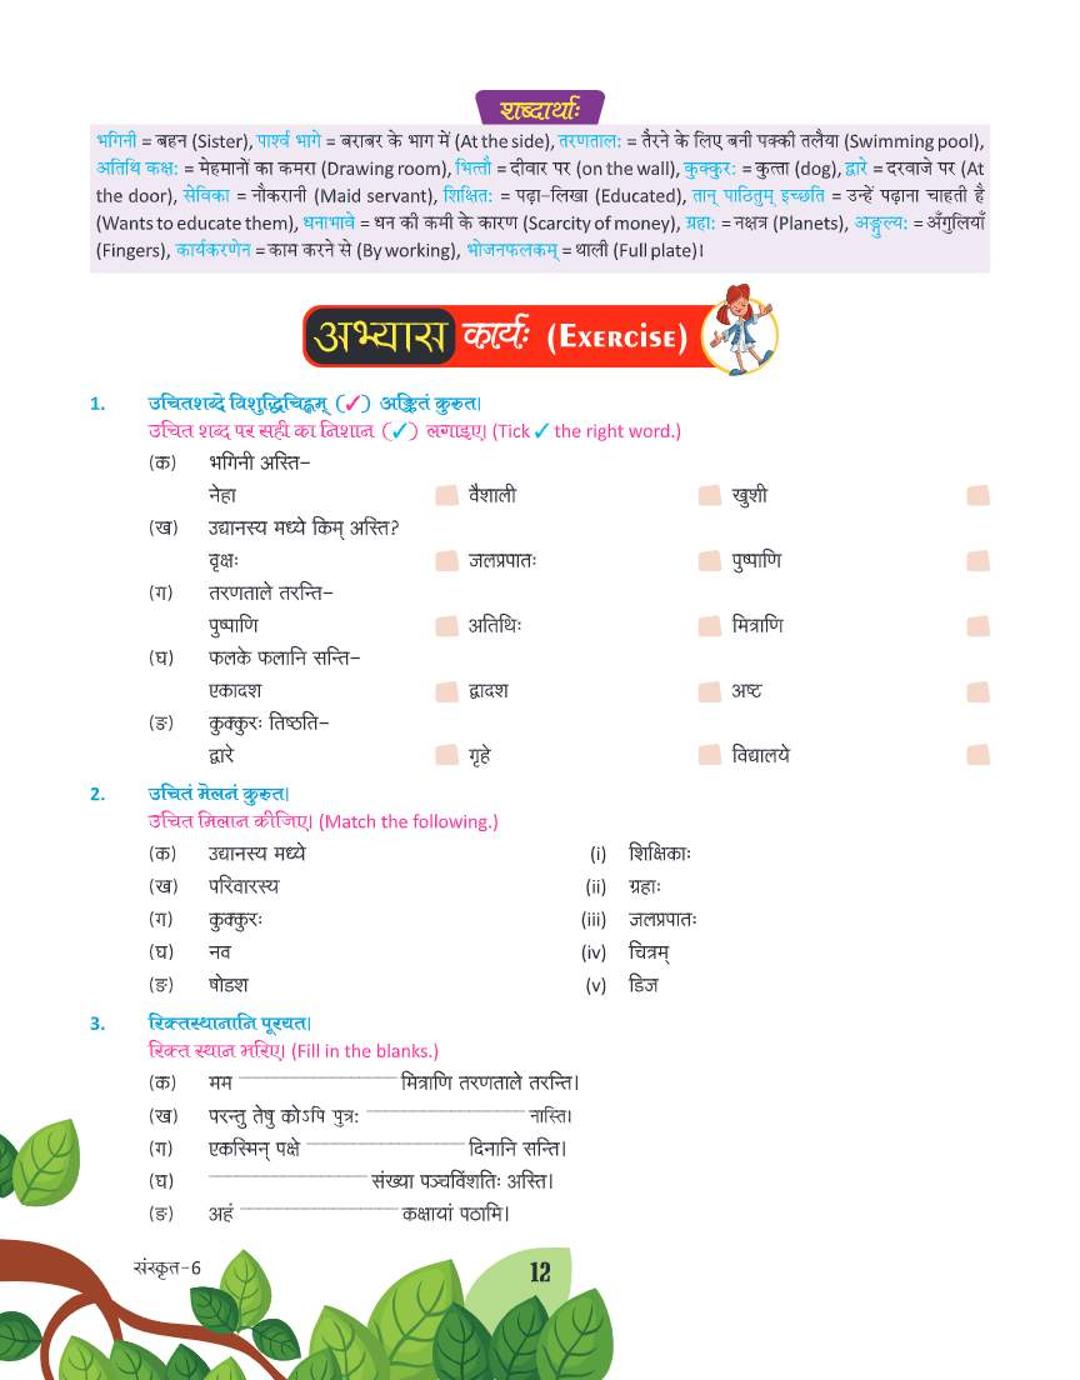 शब्दार्थाः
भगिनी = बहन (Sister), पार्श्व भागे = बराबर के भाग में (At the side), तरणतालः = तैरने के लिए बनी पक्की तलैया (Swimming pool),
अतिथि कक्षः = मेहमानों का कमरा (Drawing room), भित्तौ = दीवार पर (on the wall), कुक्कुरः = कुत्ता (dog), द्वारे = दरवाजे पर (At
the door), सेविका = नौकरानी (Maid servant), शिक्षितः = पढ़ा-लिखा (Educated), तान् पाठितुम् इच्छति = उन्हें पढ़ाना चाहती है
(Wants to educate them), धनाभावे = धन की कमी के कारण (Scarcity of money), ग्रहाः = नक्षत्र (Planets), अङ्गुल्यः = अँगुलियाँ
(Fingers), कार्यकरणेन = काम करने से (By working), भोजनफलकम् = थाली (Full plate)।
अभ्यास कार्यः (EXERCISE)
1. उचितशब्दे विशुद्धिचिह्नम् (✓) अङ्कितं कुरुत।
उचित शब्द पर सही का निशान (✓) लगाइए। (Tick ✓ the right word.)
(क) भगिनी अस्ति–
नेहा वैशाली खुशी
(ख) उद्यानस्य मध्ये किम् अस्ति?
वृक्षः जलप्रपातः पुष्पाणि
(ग) तरणताले तरन्ति–
पुष्पाणि अतिथिः मित्राणि
(घ) फलके फलानि सन्ति–
एकादश द्वादश अष्ट
(ङ) कुक्कुरः तिष्ठति–
द्वारे गृहे विद्यालये
2. उचितं मेलनं कुरुत।
उचित मिलान कीजिए। (Match the following.)
(क) उद्यानस्य मध्ये (i) शिक्षिकाः
(ख) परिवारस्य (ii) ग्रहाः
(ग) कुक्कुरः (iii) जलप्रपातः
(घ) नव (iv) चित्रम्
(ङ) षोडश (v) डिज
3. रिक्तस्थानानि पूरयत।
रिक्त स्थान भरिए। (Fill in the blanks.)
(क) मम ________ मित्राणि तरणताले तरन्ति।
(ख) परन्तु तेषु कोऽपि पुत्रः ________ नास्ति।
(ग) एकस्मिन् पक्षे ________ दिनानि सन्ति।
(घ) ________ संख्या पञ्चविंशतिः अस्ति।
(ङ) अहं ________ कक्षायां पठामि।
संस्कृत-6 12